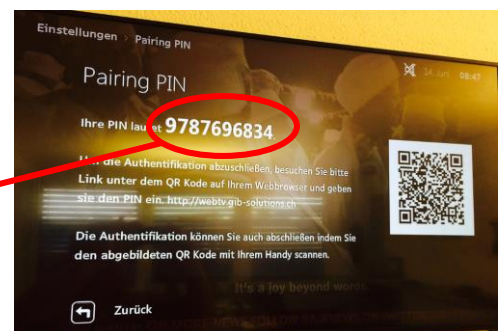 Einstellungen > Pairing PIN
14. Juni 08:47
Pairing PIN
Ihre PIN lautet 9787696834.
Um die Authentifikation abzuschließen, besuchen Sie bitte
Link unter dem QR Kode auf Ihrem Webbrowser und geben
sie den PIN ein. http://webtv.gib-solutions.ch
Die Authentifikation können Sie auch abschließen indem Sie
den abgebildeten QR Kode mit Ihrem Handy scannen.
It's a joy beyond words
Zurück